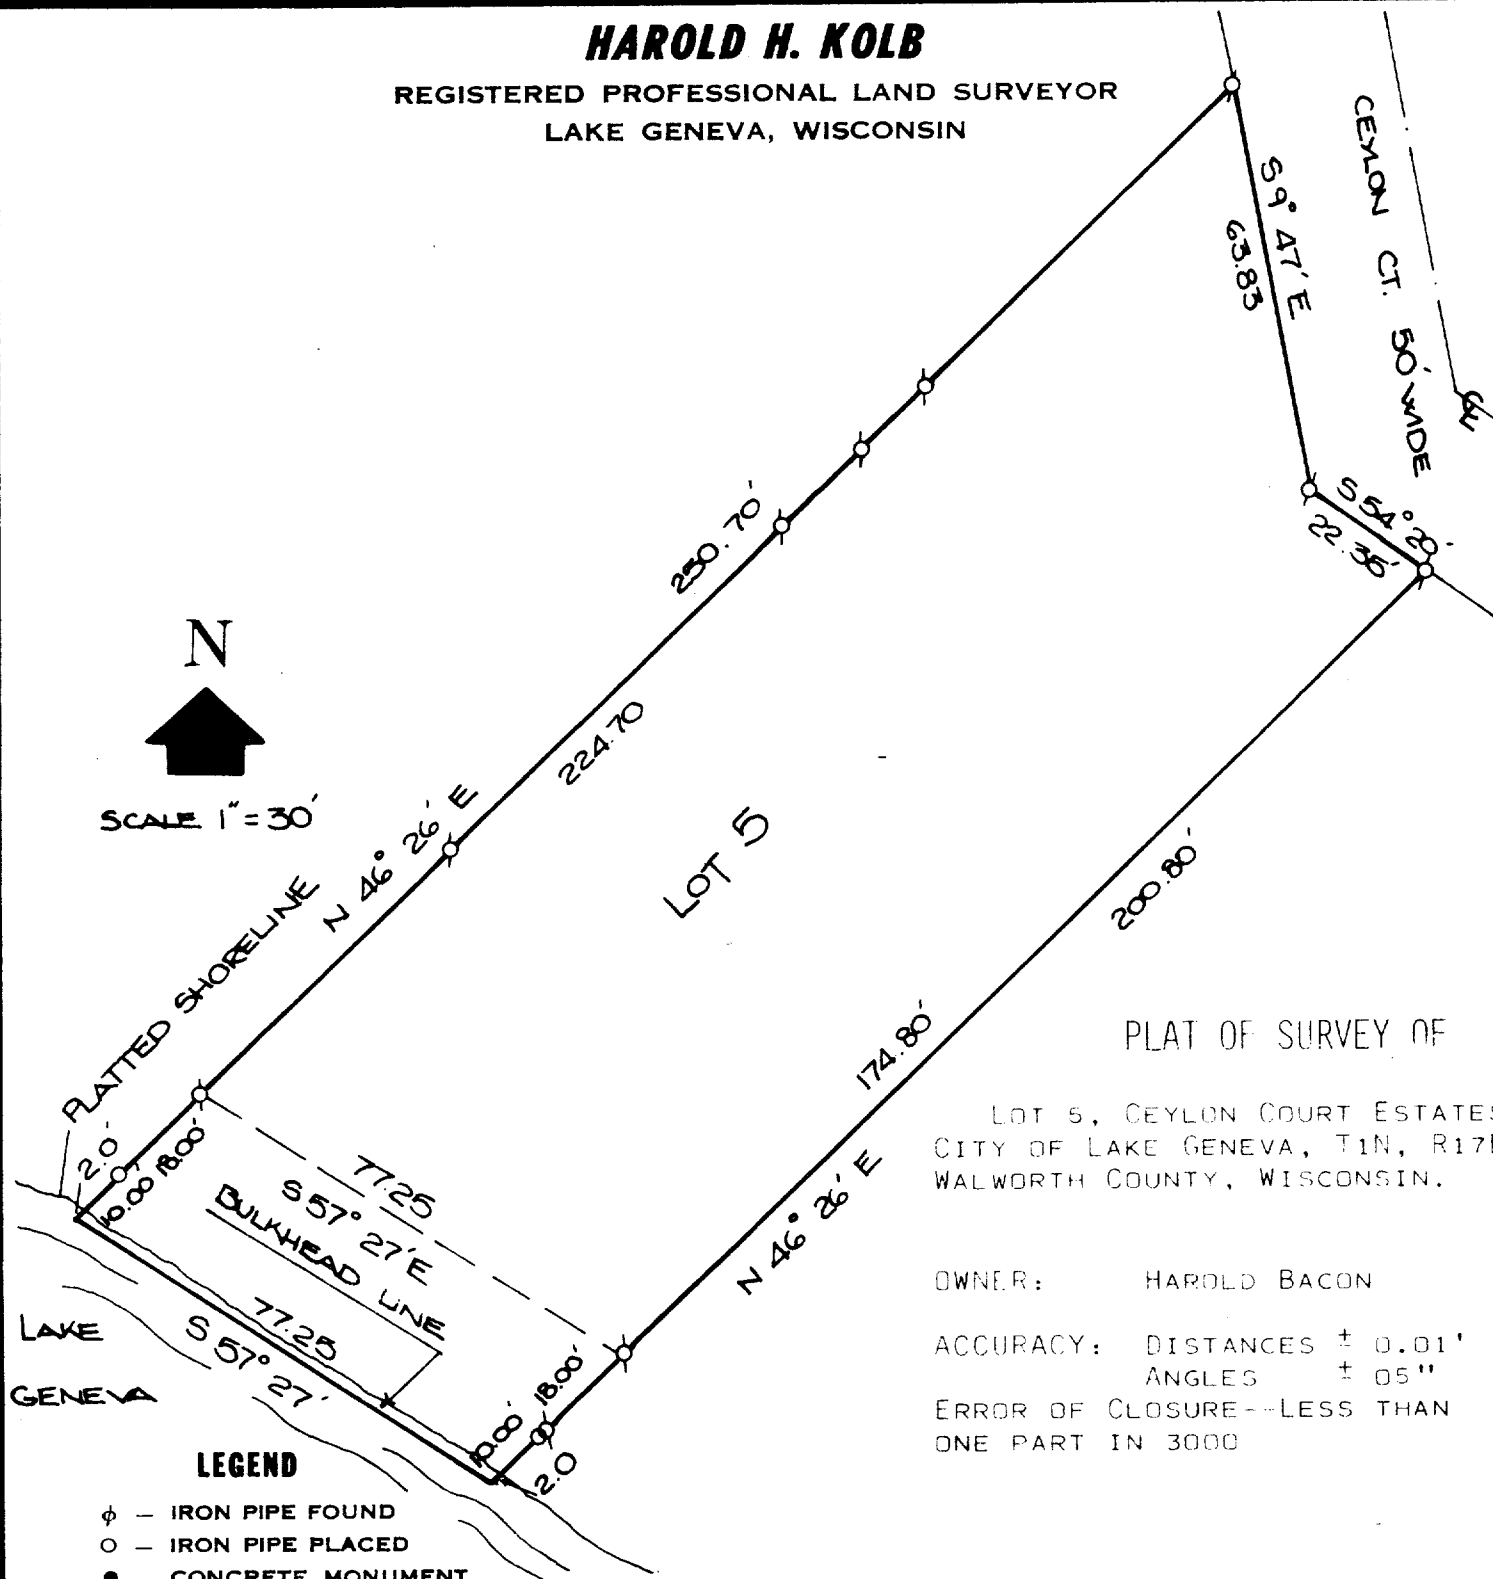 HAROLD H. KOLB
REGISTERED PROFESSIONAL LAND SURVEYOR
LAKE GENEVA, WISCONSIN
CEYLON CT. 50' WIDE
S 9° 47' E
63.83
S 54° 20'
22.36'
250.70'
224.70
N 46° 26' E
N
SCALE 1" = 30'
PLATTED SHORELINE
LOT 5
200.80'
174.80'
N 46° 26' E
2.0'
10.00'
18.00'
77.25
S 57° 27' E
BULKHEAD LINE
77.25
S 57° 27'
LAKE
GENEVA
10.00'
18.00'
2.0
PLAT OF SURVEY OF
LOT 5, CEYLON COURT ESTATES
CITY OF LAKE GENEVA, T1N, R17E
WALWORTH COUNTY, WISCONSIN.
OWNER: HAROLD BACON
ACCURACY: DISTANCES ± 0.01'
ANGLES ± 05"
ERROR OF CLOSURE--LESS THAN
ONE PART IN 3000
LEGEND
ϕ — IRON PIPE FOUND
O — IRON PIPE PLACED
CONCRETE MONUMENT